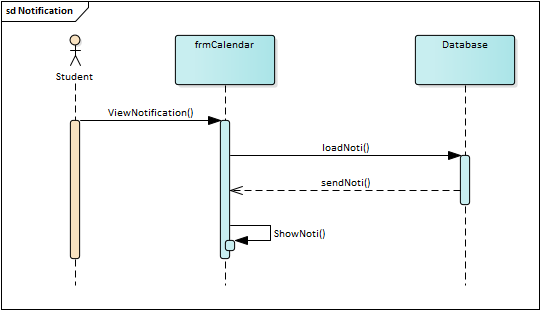 sd Notification
frmCalendar
Database
Student
ViewNotification()
loadNoti()
sendNoti()
ShowNoti()